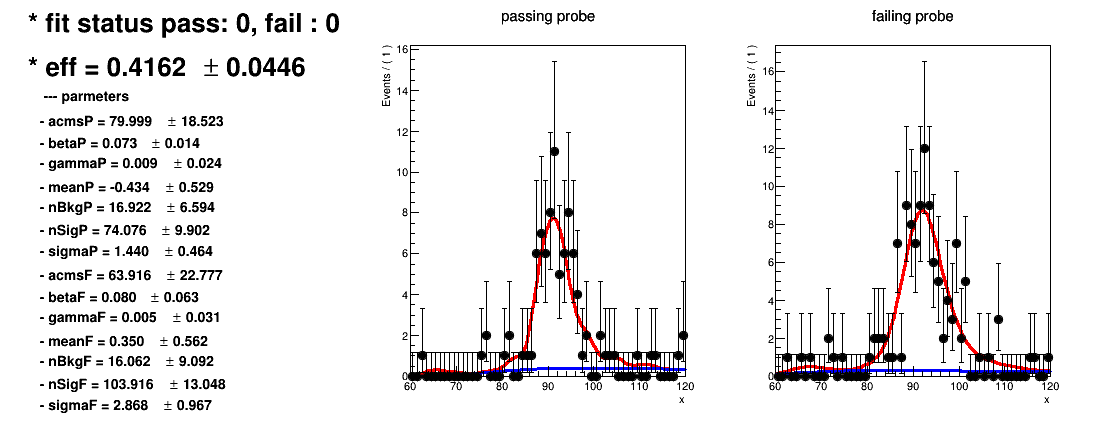 * fit status pass: 0, fail : 0
* eff = 0.4162 ± 0.0446
--- parmeters
- acmsP = 79.999 ± 18.523
- betaP = 0.073 ± 0.014
- gammaP = 0.009 ± 0.024
- meanP = -0.434 ± 0.529
- nBkgP = 16.922 ± 6.594
- nSigP = 74.076 ± 9.902
- sigmaP = 1.440 ± 0.464
- acmsF = 63.916 ± 22.777
- betaF = 0.080 ± 0.063
- gammaF = 0.005 ± 0.031
- meanF = 0.350 ± 0.562
- nBkgF = 16.062 ± 9.092
- nSigF = 103.916 ± 13.048
- sigmaF = 2.868 ± 0.967
passing probe
Events / ( 1 )
16
14
12
10
8
6
4
2
0
60 70 80 90 100 110 120
x
failing probe
Events / ( 1 )
16
14
12
10
8
6
4
2
0
60 70 80 90 100 110 120
x